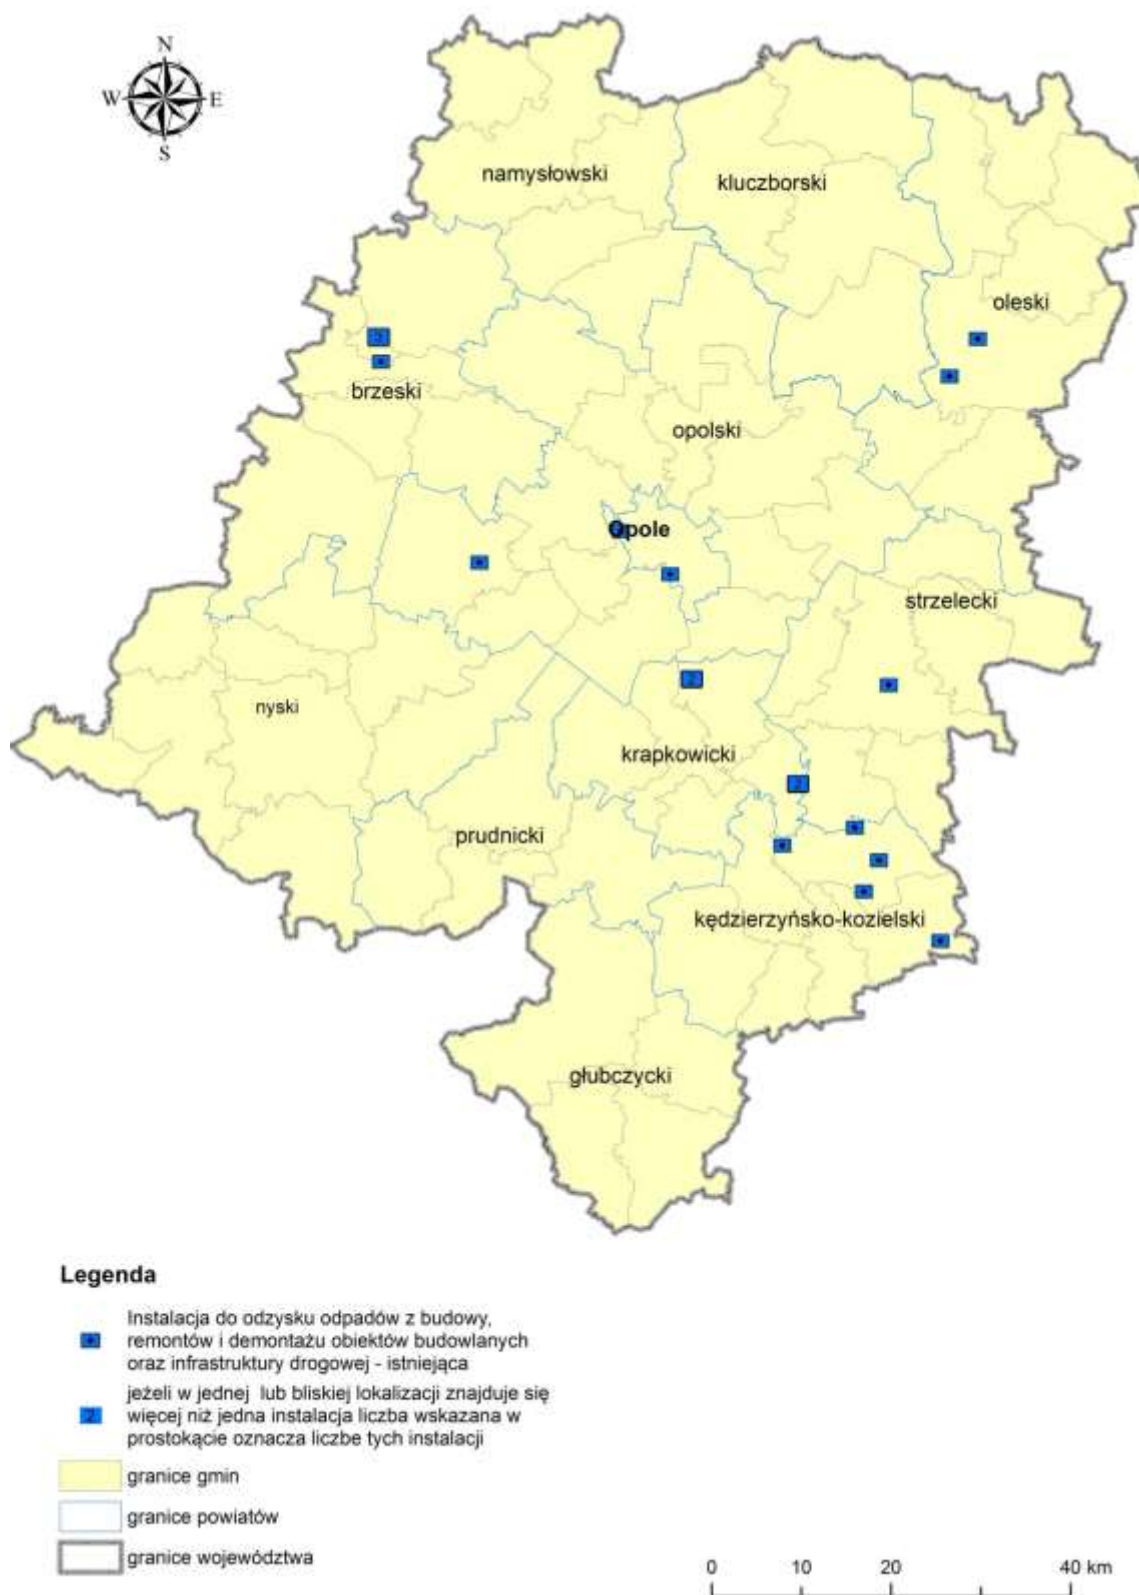 N
W E
S
namysłowski
kluczborski
oleski
brzeski
opolski
Opole
strzelecki
2
nyski
krapkowicki
2
prudnicki
kędzierzyńsko-kozielski
głubczycki
Legenda
Instalacja do odzysku odpadów z budowy,
remontów i demontażu obiektów budowlanych
oraz infrastruktury drogowej - istniejąca
jeżeli w jednej lub bliskiej lokalizacji znajduje się
2
więcej niż jedna instalacja liczba wskazana w
prostokącie oznacza liczbe tych instalacji
granice gmin
granice powiatów
granice województwa
0 10 20 40 km